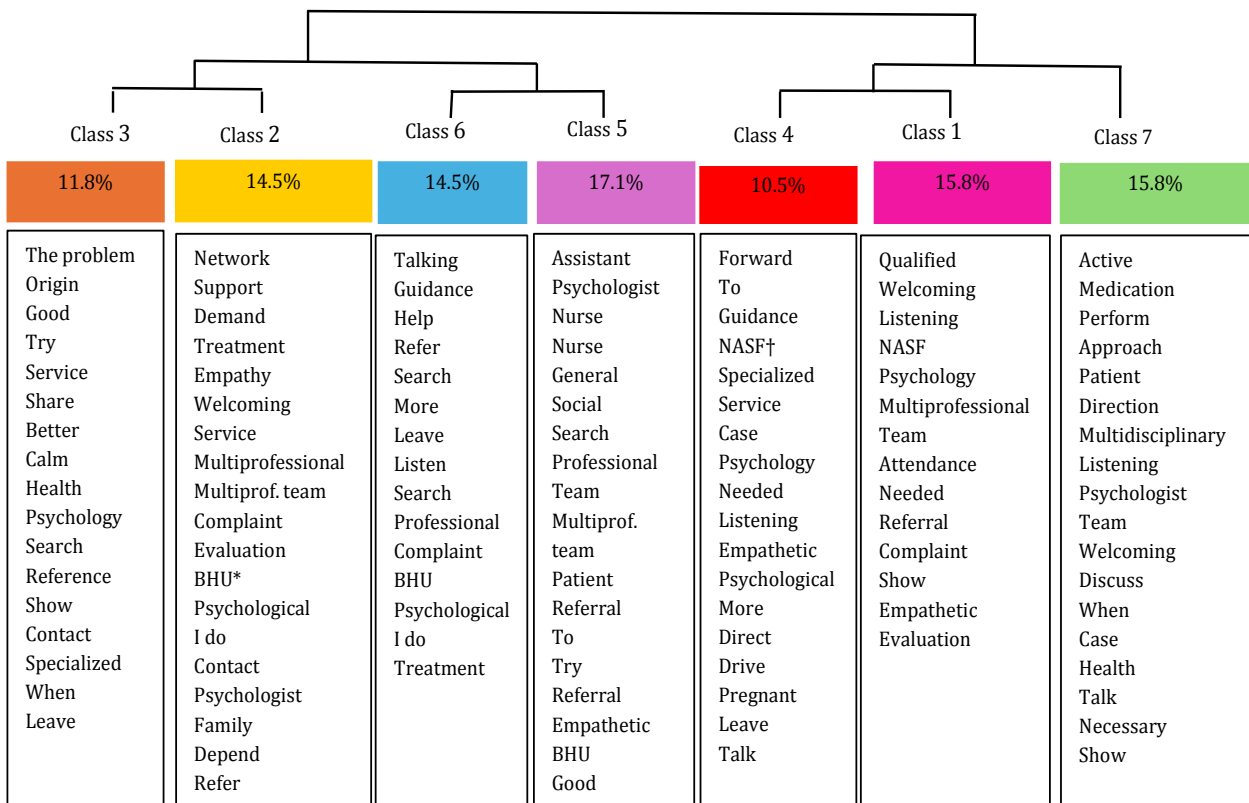 Class 3
Class 2
Class 6
Class 5
Class 4
Class 1
Class 7
11.8%
14.5%
14.5%
17.1%
10.5%
15.8%
15.8%
The problem
Origin
Good
Try
Service
Share
Better
Calm
Health
Psychology
Search
Reference
Show
Contact
Specialized
When
Leave
Network
Support
Demand
Treatment
Empathy
Welcoming
Service
Multiprofessional
Multiprof. team
Complaint
Evaluation
BHU*
Psychological
I do
Contact
Psychologist
Family
Depend
Refer
Talking
Guidance
Help
Refer
Search
More
Leave
Listen
Search
Professional
Complaint
BHU
Psychological
I do
Treatment
Assistant
Psychologist
Nurse
Nurse
General
Social
Search
Professional
Team
Multiprof.
team
Patient
Referral
To
Try
Referral
Empathetic
BHU
Good
Forward
To
Guidance
NASF†
Specialized
Service
Case
Psychology
Needed
Listening
Empathetic
Psychological
More
Direct
Drive
Pregnant
Leave
Talk
Qualified
Welcoming
Listening
NASF
Psychology
Multiprofessional
Team
Attendance
Needed
Referral
Complaint
Show
Empathetic
Evaluation
Active
Medication
Perform
Approach
Patient
Direction
Multidisciplinary
Listening
Psychologist
Team
Welcoming
Discuss
When
Case
Health
Talk
Necessary
Show